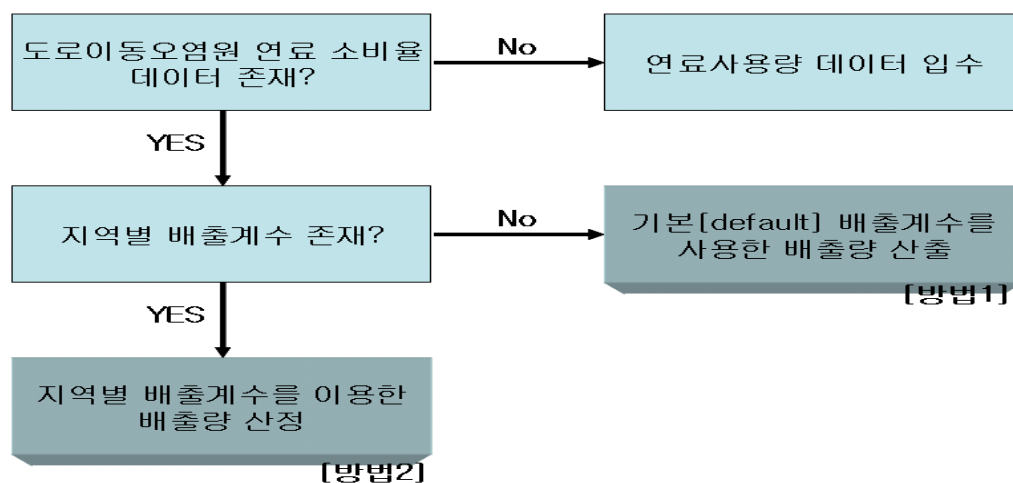 도로이동오염원 연료 소비율
데이터 존재?
No
연료사용량 데이터 입수
YES
지역별 배출계수 존재?
No
기본[default] 배출계수를
사용한 배출량 산출
[방법1]
YES
지역별 배출계수를 이용한
배출량 산정
[방법2]